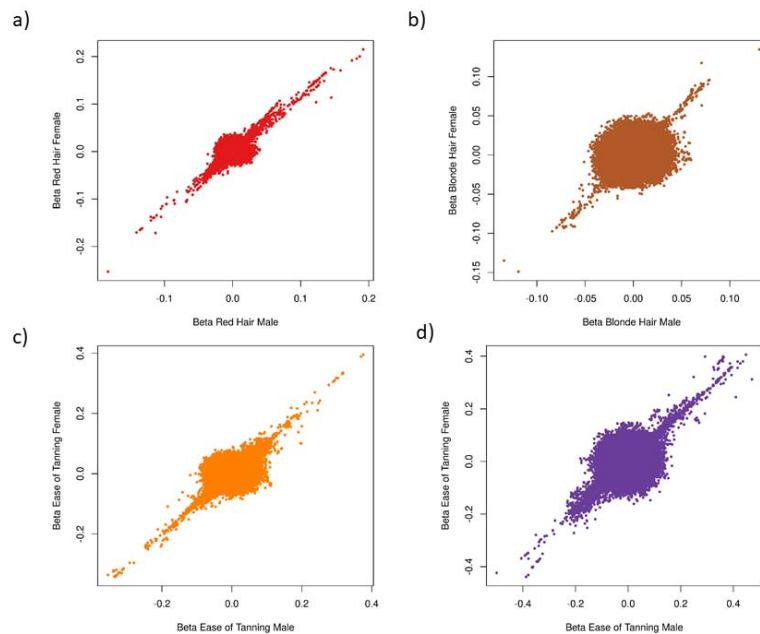 a)
0.2
0.1
0.0
-0.1
-0.2
Beta Red Hair Female
-0.1 0.0 0.1 0.2
Beta Red Hair Male
b)
0.10
0.05
0.00
-0.05
-0.10
-0.15
Beta Blonde Hair Female
-0.10 -0.05 0.00 0.05 0.10
Beta Blonde Hair Male
c)
0.4
0.2
0.0
-0.2
Beta Ease of Tanning Female
-0.2 0.0 0.2 0.4
Beta Ease of Tanning Male
d)
0.4
0.2
0.0
-0.2
-0.4
Beta Ease of Tanning Female
-0.4 -0.2 0.0 0.2 0.4
Beta Ease of Tanning Male